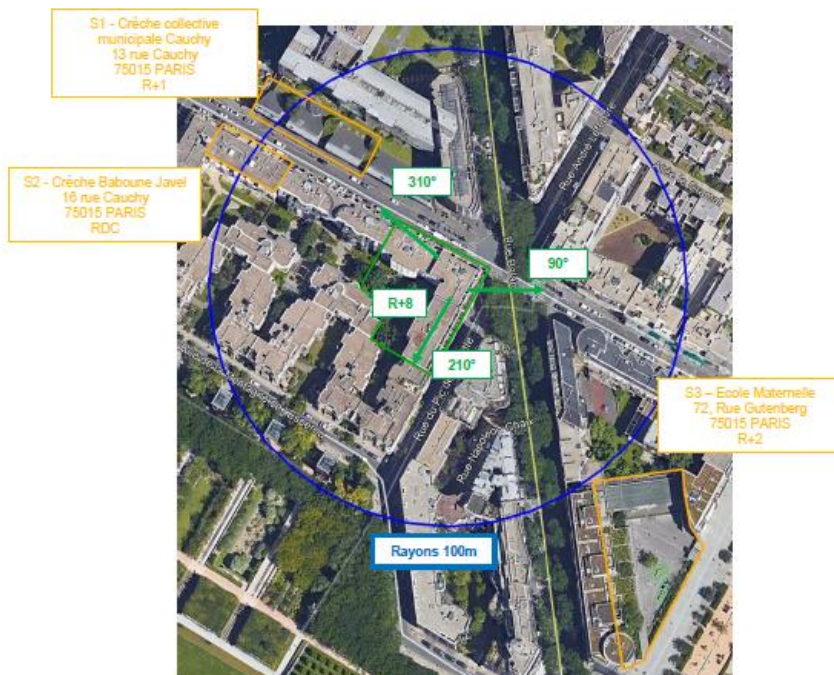 S1 - Crèche collective
municipale Cauchy
13 rue Cauchy
75015 PARIS
R+1
S2 - Crèche Baboune Javel
16 rue Cauchy
75015 PARIS
RDC
310°
90°
R+8
210°
S3 – Ecole Maternelle
72, Rue Gutenberg
75015 PARIS
R+2
Rayons 100m